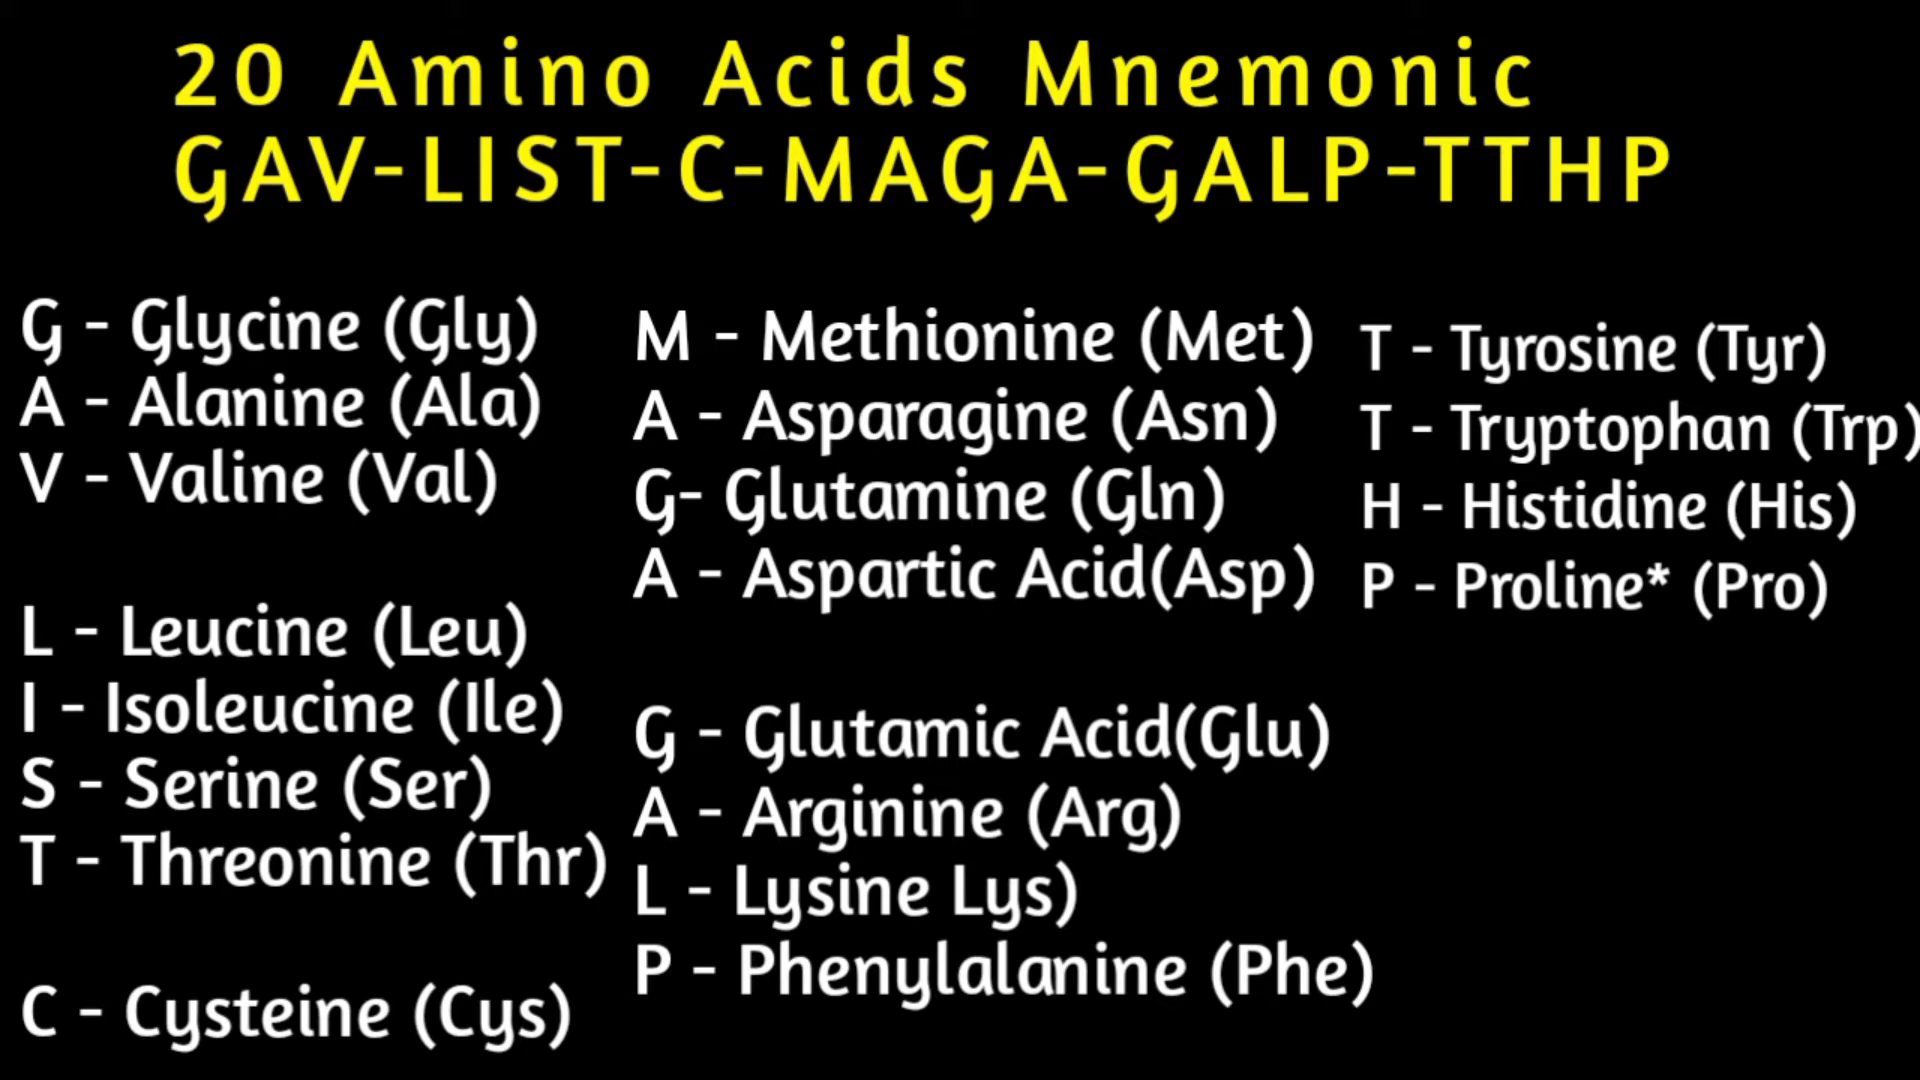 20 Amino Acids Mnemonic
GAV-LIST-C-MAGA-GALP-TTHP
G - Glycine (Gly)
A - Alanine (Ala)
V - Valine (Val)
L - Leucine (Leu)
I - Isoleucine (Ile)
S - Serine (Ser)
T - Threonine (Thr)
C - Cysteine (Cys)
M - Methionine (Met)
A - Asparagine (Asn)
G- Glutamine (Gln)
A - Aspartic Acid(Asp)
G - Glutamic Acid(Glu)
A - Arginine (Arg)
L - Lysine Lys)
P - Phenylalanine (Phe)
T - Tyrosine (Tyr)
T - Tryptophan (Trp)
H - Histidine (His)
P - Proline* (Pro)